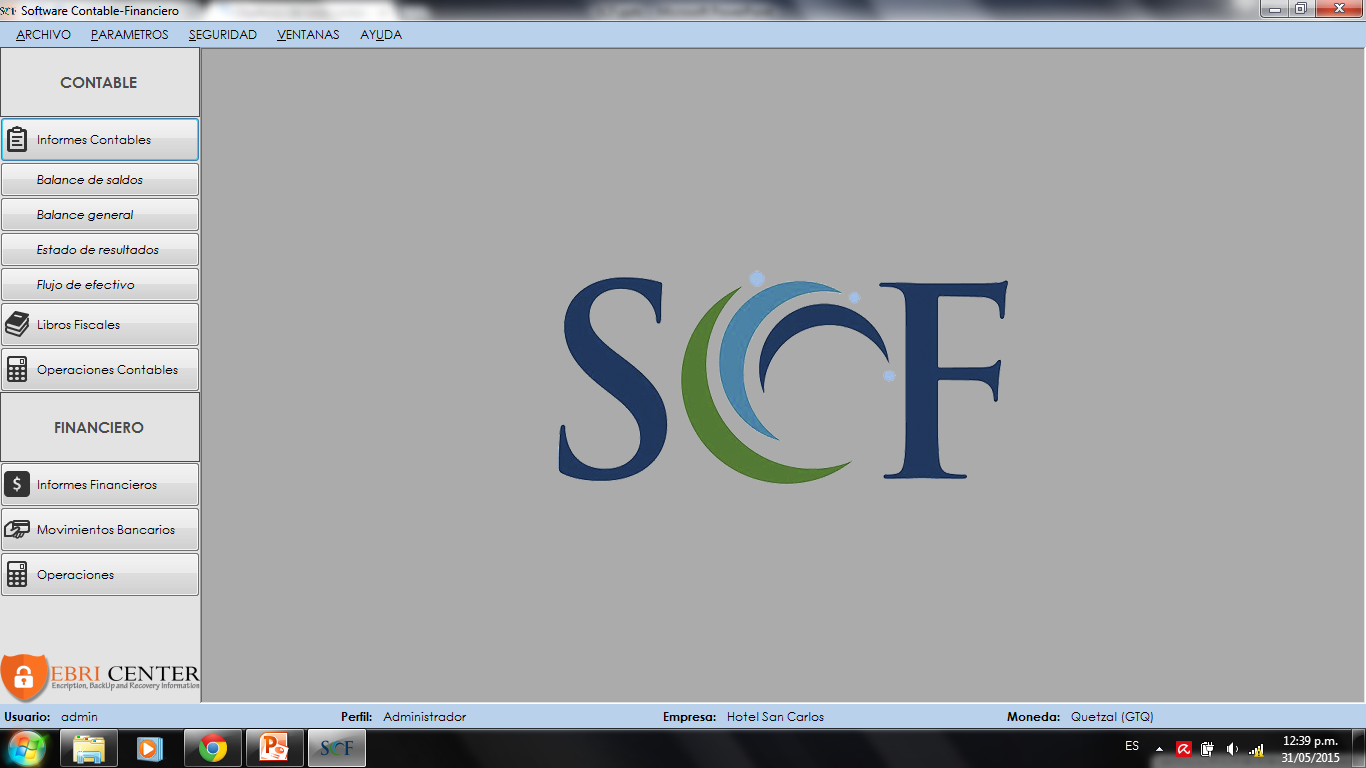 SCF Software Contable-Financiero
ARCHIVO PARAMETROS SEGURIDAD VENTANAS AYUDA
CONTABLE
Informes Contables
Balance de saldos
Balance general
Estado de resultados
Flujo de efectivo
Libros Fiscales
Operaciones Contables
FINANCIERO
$ Informes Financieros
Movimientos Bancarios
Operaciones
SCF
EBRI CENTER
Encription, BackUp and Recovery Information
Usuario: admin Perfil: Administrador Empresa: Hotel San Carlos Moneda: Quetzal (GTQ)
SCF ES 12:39 p.m.
31/05/2015